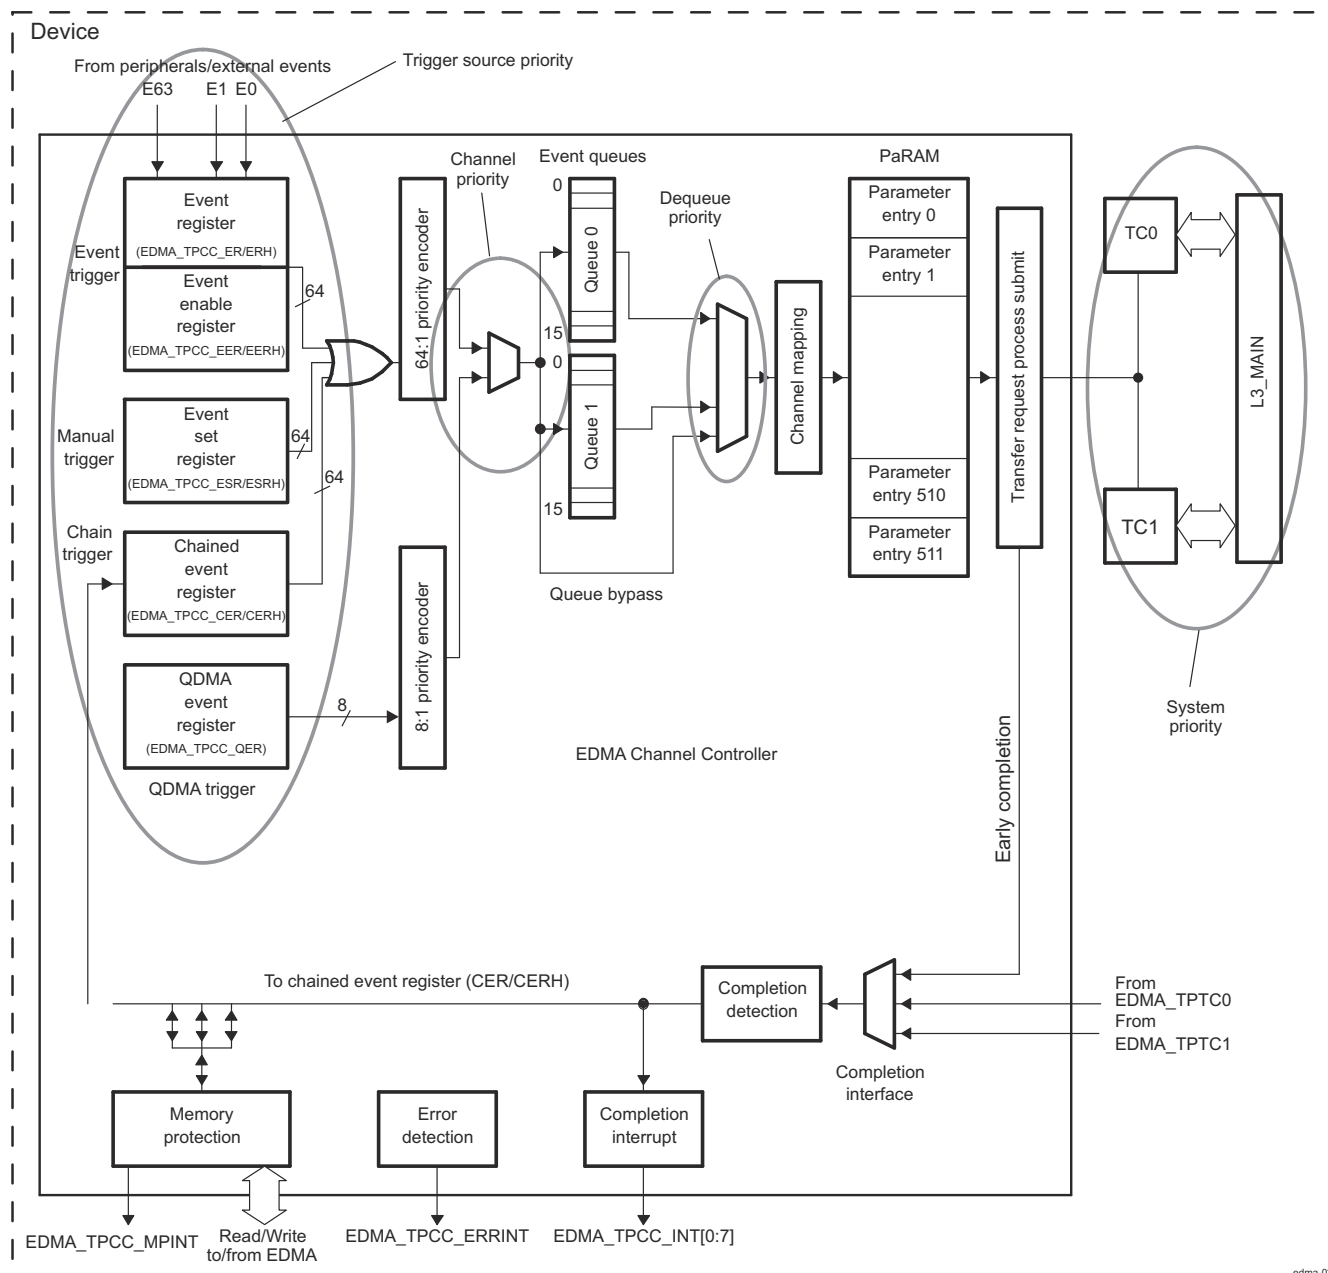 Device
From peripherals/external events
E63
E1
E0
Trigger source priority
Event
register
(EDMA_TPCC_ER/ERH)
Event
trigger
Event
enable
register
(EDMA_TPCC_EER/EERH)
64
Manual
trigger
Event
set
register
(EDMA_TPCC_ESR/ESRH)
64
64
Chain
trigger
Chained
event
register
(EDMA_TPCC_CER/CERH)
QDMA
event
register
(EDMA_TPCC_QER)
8
QDMA trigger
64:1 priority encoder
8:1 priority encoder
Channel
priority
Event queues
0
Queue 0
15
0
Queue 1
15
Queue bypass
Dequeue
priority
Channel mapping
PaRAM
Parameter
entry 0
Parameter
entry 1
Parameter
entry 510
Parameter
entry 511
Transfer request process submit
TC0
TC1
L3_MAIN
System
priority
EDMA Channel Controller
Early completion
To chained event register (CER/CERH)
Completion
detection
Completion
interface
From
EDMA_TPTC0
From
EDMA_TPTC1
Memory
protection
Error
detection
Completion
interrupt
EDMA_TPCC_MPINT
Read/Write
to/from EDMA
EDMA_TPCC_ERRINT
EDMA_TPCC_INT[0:7]